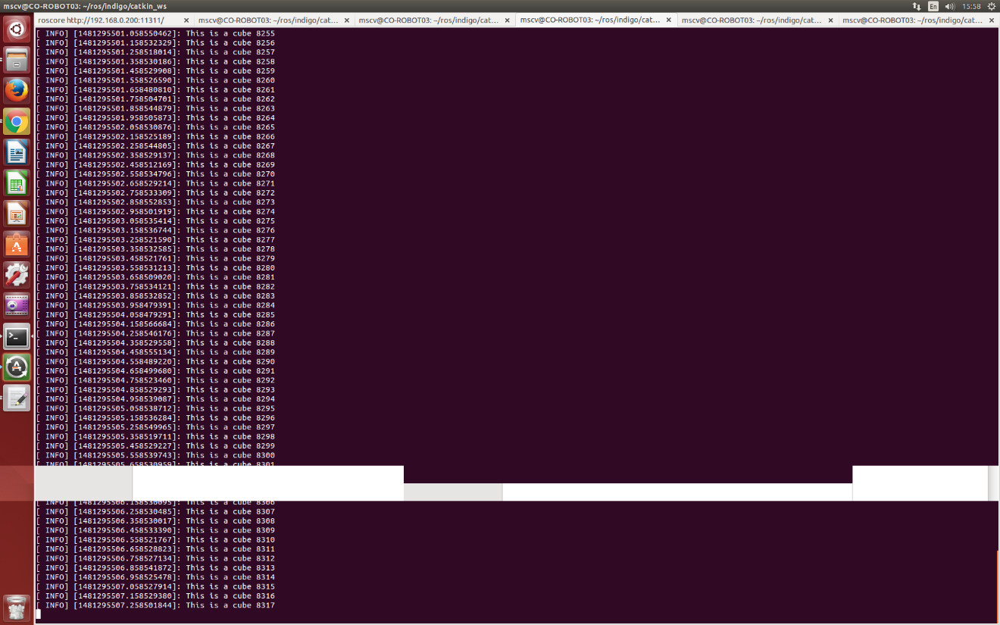 mscv@CO-ROBOT03: ~/ros/indigo/catkin_ws
En
15:58
roscore http://192.168.0.200:11311/
mscv@CO-ROBOT03: ~/ros/indigo/cat...
mscv@CO-ROBOT03: ~/ros/indigo/cat...
mscv@CO-ROBOT03: ~/ros/indigo/cat...
mscv@CO-ROBOT03: ~/ros/indigo/cat...
mscv@CO-ROBOT03: ~/ros/indigo/cat...
[ INFO] [1481295501.058550462]: This is a cube 8255
[ INFO] [1481295501.158532329]: This is a cube 8256
[ INFO] [1481295501.258518014]: This is a cube 8257
[ INFO] [1481295501.358530186]: This is a cube 8258
[ INFO] [1481295501.458529908]: This is a cube 8259
[ INFO] [1481295501.558526590]: This is a cube 8260
[ INFO] [1481295501.658480810]: This is a cube 8261
[ INFO] [1481295501.758504701]: This is a cube 8262
[ INFO] [1481295501.858544879]: This is a cube 8263
[ INFO] [1481295501.958505873]: This is a cube 8264
[ INFO] [1481295502.058530876]: This is a cube 8265
[ INFO] [1481295502.158525189]: This is a cube 8266
[ INFO] [1481295502.258544805]: This is a cube 8267
[ INFO] [1481295502.358529137]: This is a cube 8268
[ INFO] [1481295502.458512169]: This is a cube 8269
[ INFO] [1481295502.558534796]: This is a cube 8270
[ INFO] [1481295502.658529214]: This is a cube 8271
[ INFO] [1481295502.758533309]: This is a cube 8272
[ INFO] [1481295502.858552853]: This is a cube 8273
[ INFO] [1481295502.958501919]: This is a cube 8274
[ INFO] [1481295503.058535414]: This is a cube 8275
[ INFO] [1481295503.158536744]: This is a cube 8276
[ INFO] [1481295503.258521590]: This is a cube 8277
[ INFO] [1481295503.358532585]: This is a cube 8278
[ INFO] [1481295503.458521761]: This is a cube 8279
[ INFO] [1481295503.558531213]: This is a cube 8280
[ INFO] [1481295503.658509020]: This is a cube 8281
[ INFO] [1481295503.758534121]: This is a cube 8282
[ INFO] [1481295503.858532852]: This is a cube 8283
[ INFO] [1481295503.958479391]: This is a cube 8284
[ INFO] [1481295504.058479291]: This is a cube 8285
[ INFO] [1481295504.158566684]: This is a cube 8286
[ INFO] [1481295504.258546176]: This is a cube 8287
[ INFO] [1481295504.358529558]: This is a cube 8288
[ INFO] [1481295504.458555134]: This is a cube 8289
[ INFO] [1481295504.558489220]: This is a cube 8290
[ INFO] [1481295504.658499680]: This is a cube 8291
[ INFO] [1481295504.758523460]: This is a cube 8292
[ INFO] [1481295504.858529293]: This is a cube 8293
[ INFO] [1481295504.958539087]: This is a cube 8294
[ INFO] [1481295505.058538712]: This is a cube 8295
[ INFO] [1481295505.158536284]: This is a cube 8296
[ INFO] [1481295505.258549965]: This is a cube 8297
[ INFO] [1481295505.358519711]: This is a cube 8298
[ INFO] [1481295505.458529227]: This is a cube 8299
[ INFO] [1481295505.558539743]: This is a cube 8300
[ INFO] [1481295505.658530959]: This is a cube 8301
[ INFO] [1481295506.158530095]: This is a cube 8306
[ INFO] [1481295506.258530485]: This is a cube 8307
[ INFO] [1481295506.358530017]: This is a cube 8308
[ INFO] [1481295506.458533390]: This is a cube 8309
[ INFO] [1481295506.558521767]: This is a cube 8310
[ INFO] [1481295506.658528823]: This is a cube 8311
[ INFO] [1481295506.758527134]: This is a cube 8312
[ INFO] [1481295506.858541872]: This is a cube 8313
[ INFO] [1481295506.958525478]: This is a cube 8314
[ INFO] [1481295507.058527914]: This is a cube 8315
[ INFO] [1481295507.158529380]: This is a cube 8316
[ INFO] [1481295507.258501844]: This is a cube 8317